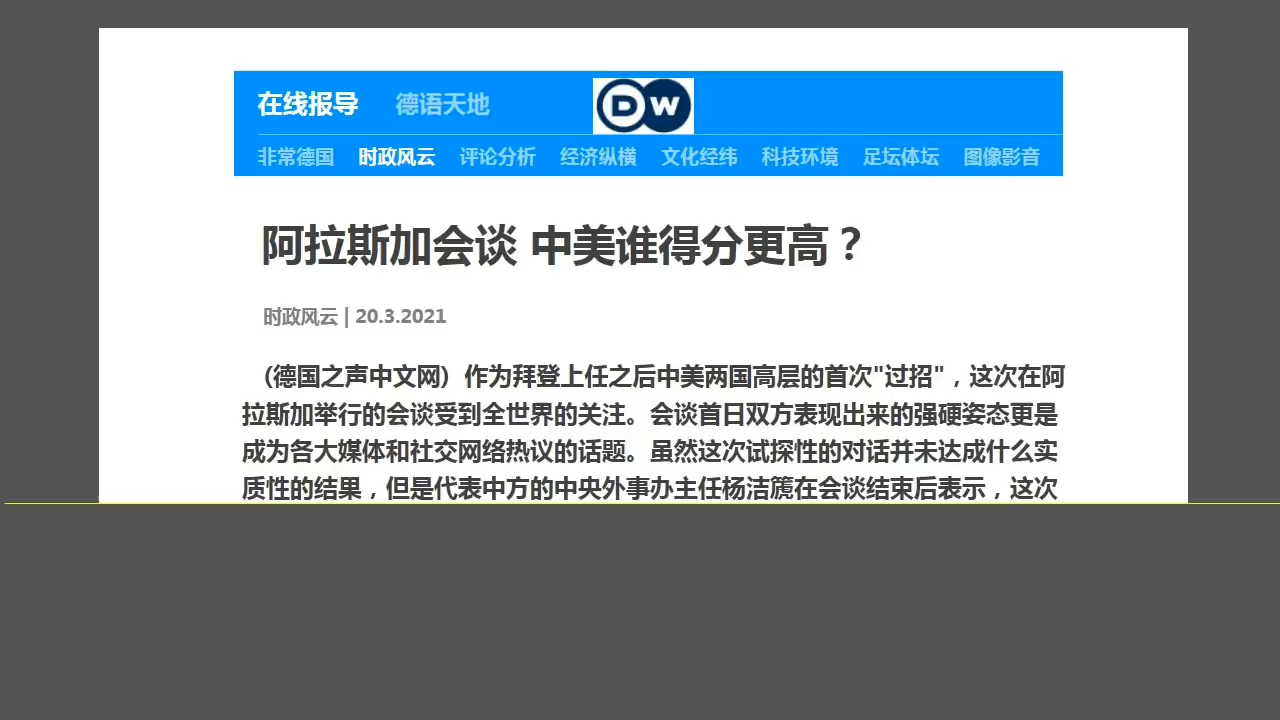 在线报导 德语天地 DW
非常德国 时政风云 评论分析 经济纵横 文化经纬 科技环境 足坛体坛 图像影音
阿拉斯加会谈 中美谁得分更高？
时政风云 | 20.3.2021
（德国之声中文网）作为拜登上任之后中美两国高层的首次"过招"，这次在阿
拉斯加举行的会谈受到全世界的关注。会谈首日双方表现出来的强硬姿态更是
成为各大媒体和社交网络热议的话题。虽然这次试探性的对话并未达成什么实
质性的结果，但是代表中方的中央外事办主任杨洁篪在会谈结束后表示，这次